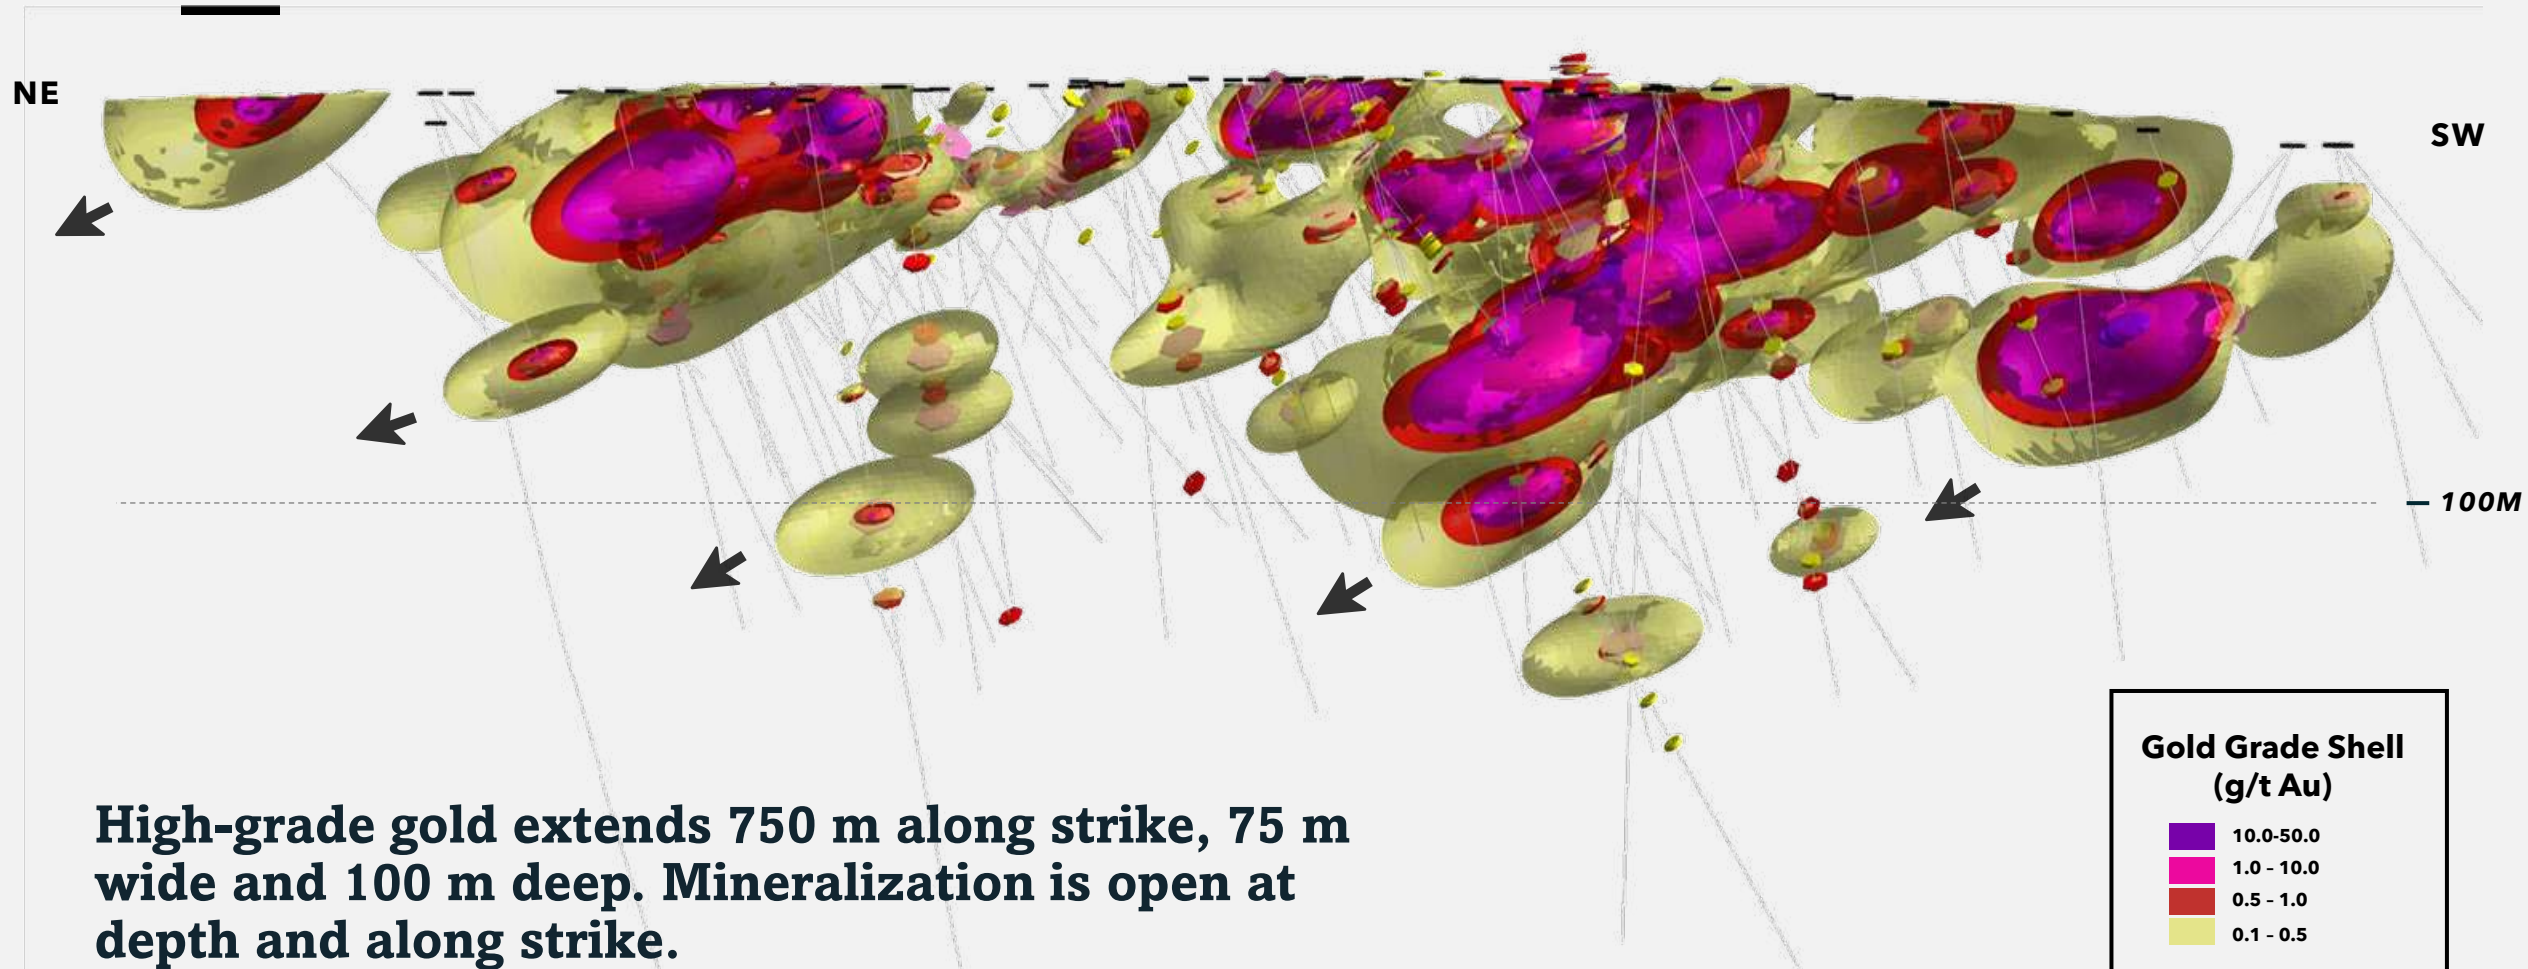 NE
SW
100M
High-grade gold extends 750 m along strike, 75 m
wide and 100 m deep. Mineralization is open at
depth and along strike.
Gold Grade Shell
(g/t Au)
10.0-50.0
1.0 – 10.0
0.5 – 1.0
0.1 – 0.5